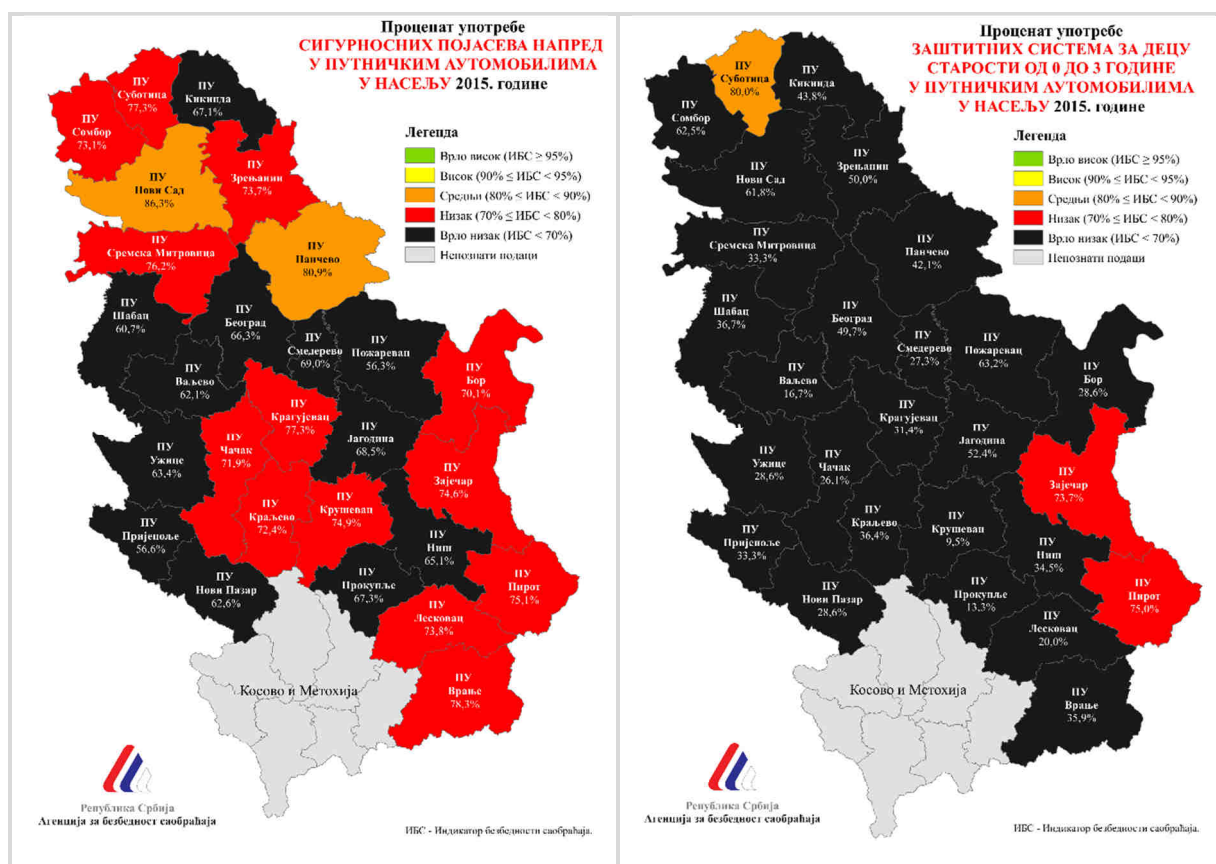 Проценат употребе
СИГУРНОСНИХ ПОЈАСЕВА НАПРЕД
У ПУТНИЧКИМ АУТОМОБИЛИМА
У НАСЕЉУ 2015. године
Легенда
Врло висок (ИБС ≥ 95%)
Висок (90% ≤ ИБС < 95%)
Средњи (80% ≤ ИБС < 90%)
Низак (70% ≤ ИБС < 80%)
Врло низак (ИБС < 70%)
Непознати подаци
ПУ
Суботица
77,3%
ПУ
Кикинда
67,1%
ПУ
Сомбор
73,1%
ПУ
Нови Сад
86,3%
ПУ
Зрењанин
73,7%
ПУ
Сремска Митровица
76,2%
ПУ
Панчево
80,9%
ПУ
Шабац
60,7%
ПУ
Београд
66,3%
ПУ
Смедерево
69,0%
ПУ
Пожаревац
56,3%
ПУ
Бор
70,1%
ПУ
Ваљево
62,1%
ПУ
Крагујевац
77,3%
ПУ
Јагодина
68,5%
ПУ
Ужице
63,4%
ПУ
Чачак
71,9%
ПУ
Зајечар
74,6%
ПУ
Краљево
72,4%
ПУ
Крушевац
74,9%
ПУ
Пријепоље
56,6%
ПУ
Ниш
65,1%
ПУ
Нови Пазар
62,6%
ПУ
Прокупље
67,3%
ПУ
Пирот
75,1%
ПУ
Лесковац
73,8%
ПУ
Врање
78,3%
Косово и Метохија
Република Србија
Агенција за безбедност саобраћаја
ИБС - Индикатор безбедности саобраћаја.
Проценат употребе
ЗАШТИТНИХ СИСТЕМА ЗА ДЕЦУ
СТАРОСТИ ОД 0 ДО 3 ГОДИНЕ
У ПУТНИЧКИМ АУТОМОБИЛИМА
У НАСЕЉУ 2015. године
Легенда
Врло висок (ИБС ≥ 95%)
Висок (90% ≤ ИБС < 95%)
Средњи (80% ≤ ИБС < 90%)
Низак (70% ≤ ИБС < 80%)
Врло низак (ИБС < 70%)
Непознати подаци
ПУ
Суботица
80,0%
ПУ
Кикинда
43,8%
ПУ
Сомбор
62,5%
ПУ
Нови Сад
61,8%
ПУ
Зрењанин
50,0%
ПУ
Сремска Митровица
33,3%
ПУ
Панчево
42,1%
ПУ
Шабац
36,7%
ПУ
Београд
49,7%
ПУ
Смедерево
27,3%
ПУ
Пожаревац
63,2%
ПУ
Бор
28,6%
ПУ
Ваљево
16,7%
ПУ
Крагујевац
31,4%
ПУ
Јагодина
52,4%
ПУ
Ужице
28,6%
ПУ
Чачак
26,1%
ПУ
Зајечар
73,7%
ПУ
Краљево
36,4%
ПУ
Крушевац
9,5%
ПУ
Пријепоље
33,3%
ПУ
Ниш
34,5%
ПУ
Нови Пазар
28,6%
ПУ
Прокупље
13,3%
ПУ
Пирот
75,0%
ПУ
Лесковац
20,0%
ПУ
Врање
35,9%
Косово и Метохија
Република Србија
Агенција за безбедност саобраћаја
ИБС - Индикатор безбедности саобраћаја.